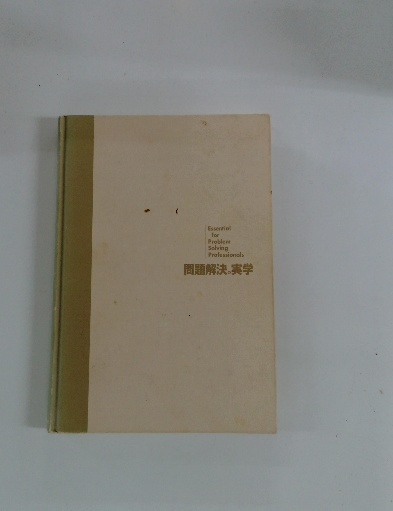 Essential
for
Problem
Solving
Professionals
問題解決の実学